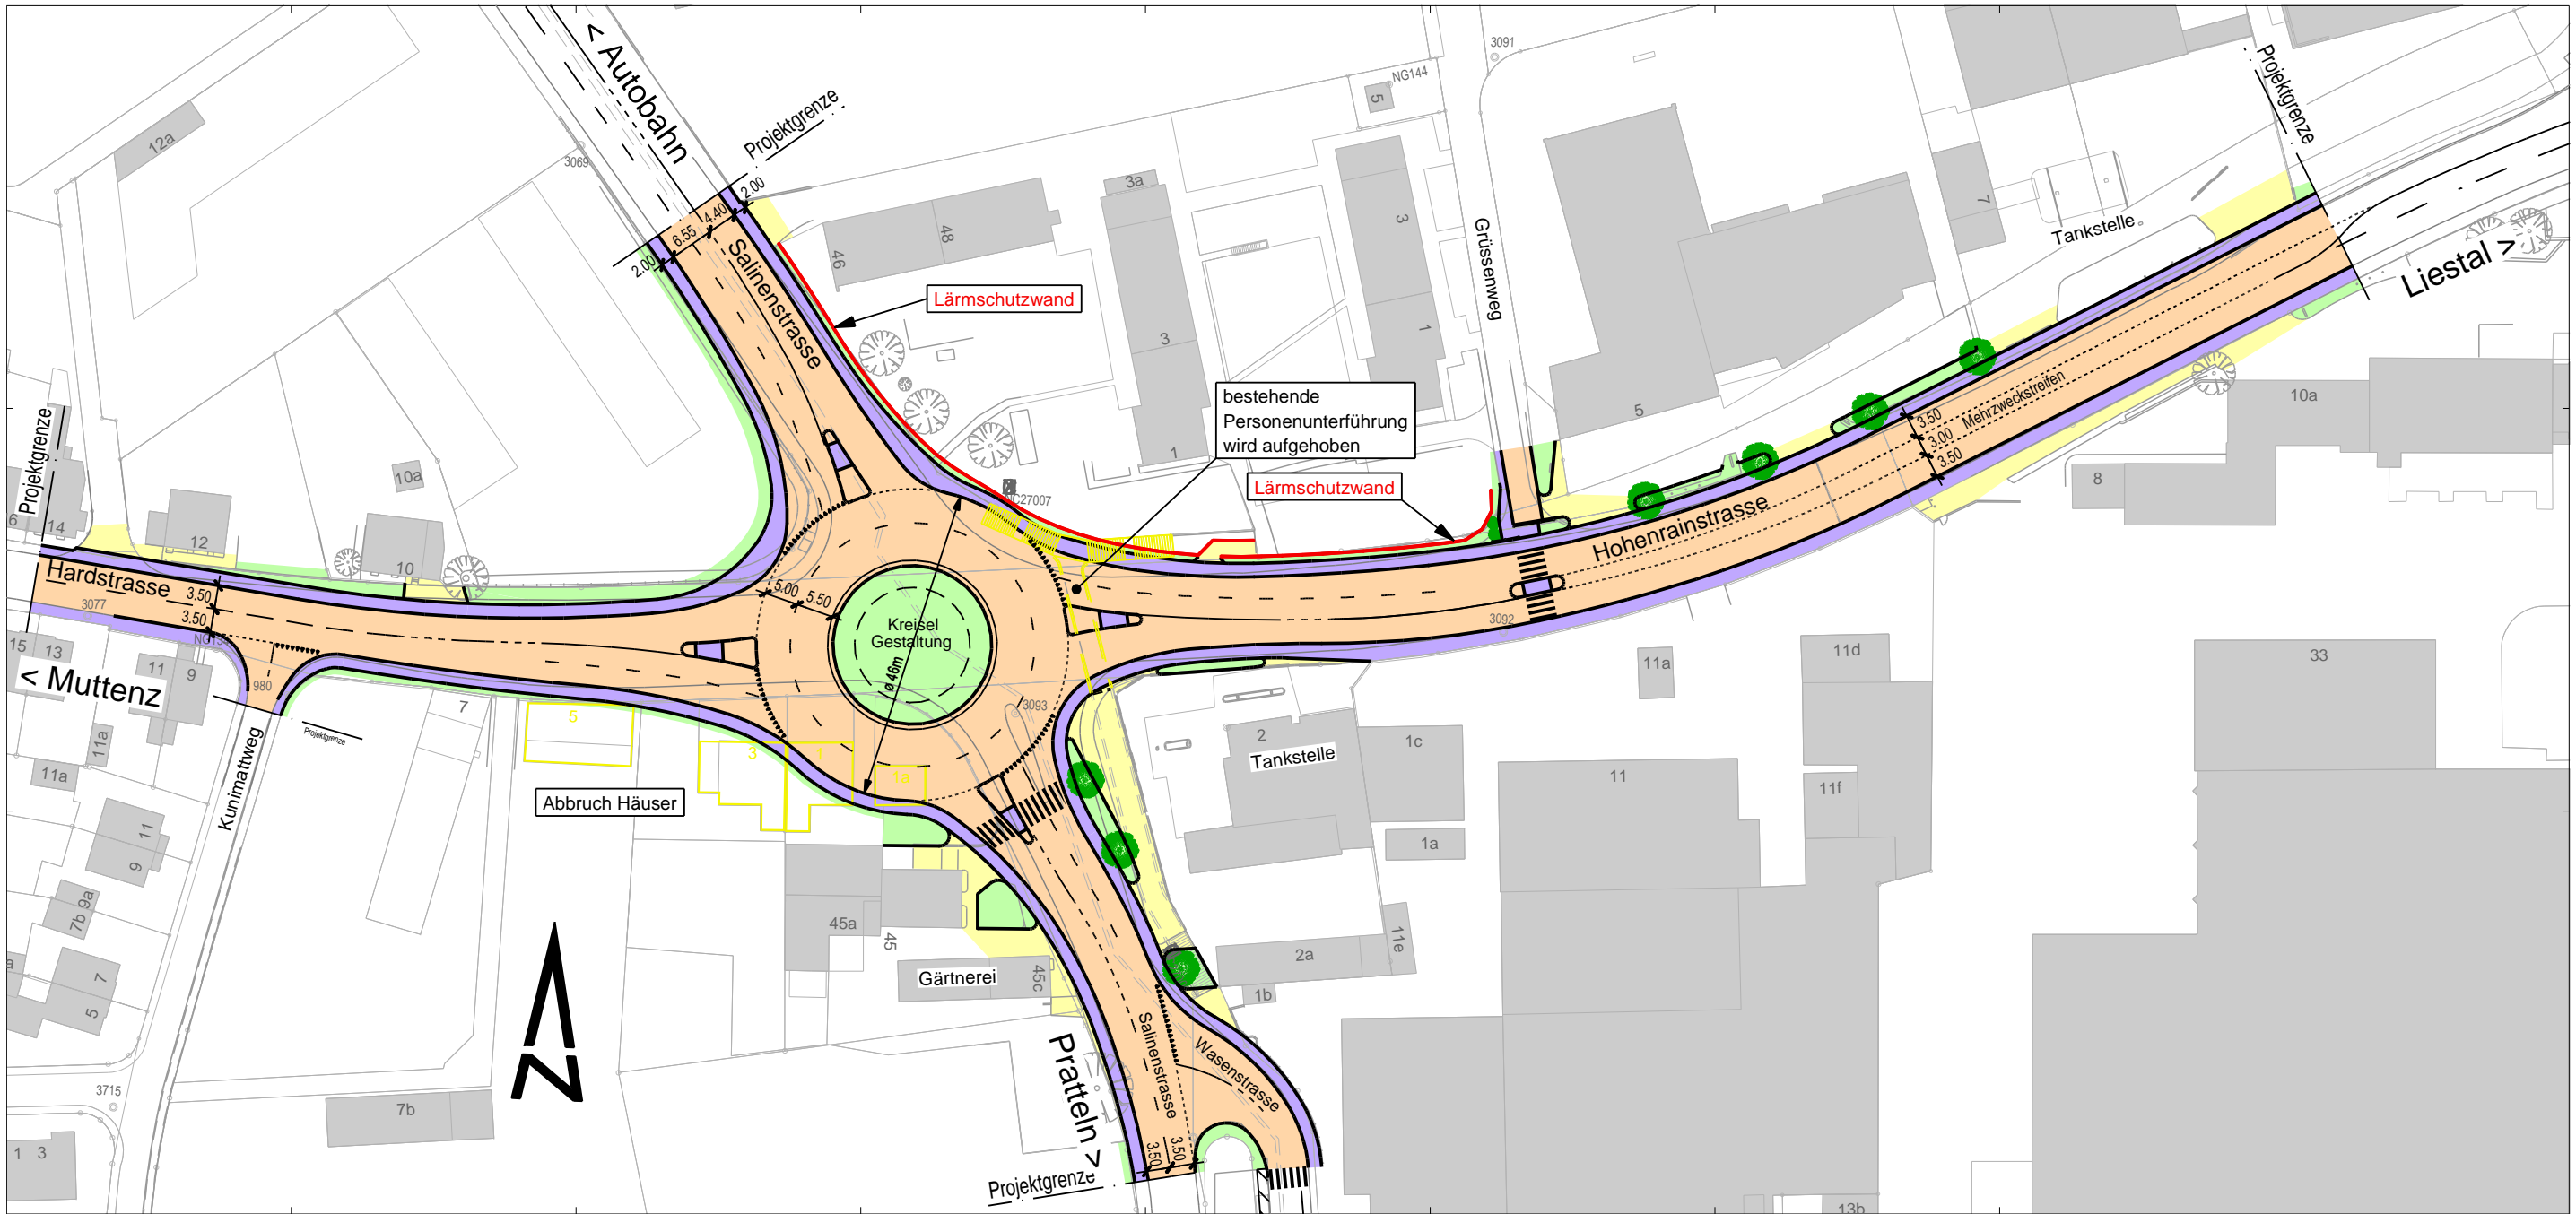 < Autobahn
Projektgrenze
2.00
4.40
6.55
2.00
Salinenstrasse
Lärmschutzwand
12a
3069
46
48
3a
3
1
5
NG144
3
1
3091
Grüssenweg
5
7
Tankstelle
Projektgrenze
Liestal >
bestehende
Personenunterführung
wird aufgehoben
Lärmschutzwand
NC27007
3.50
3.00
3.50
Mehrzweckstreifen
Hohenrainstrasse
10a
8
3092
Projektgrenze
6
14
12
10a
10
Hardstrasse
3077
3.50
3.50
15
13
11
9
< Muttenz
980
Projektgrenze
Kunimattweg
11a
11a
11
9
9a
7b
7
5
3715
1
3
7
5
3
1
1a
Abbruch Häuser
5.00
5.50
Kreisel
Gestaltung
ø 46m
3093
2
Tankstelle
1c
1a
11a
11d
11
11f
33
45a
45
45c
Gärtnerei
2a
11e
1b
7b
N
Pratteln >
Salinenstrasse
Wasenstrasse
3.50
3.50
Projektgrenze
13b